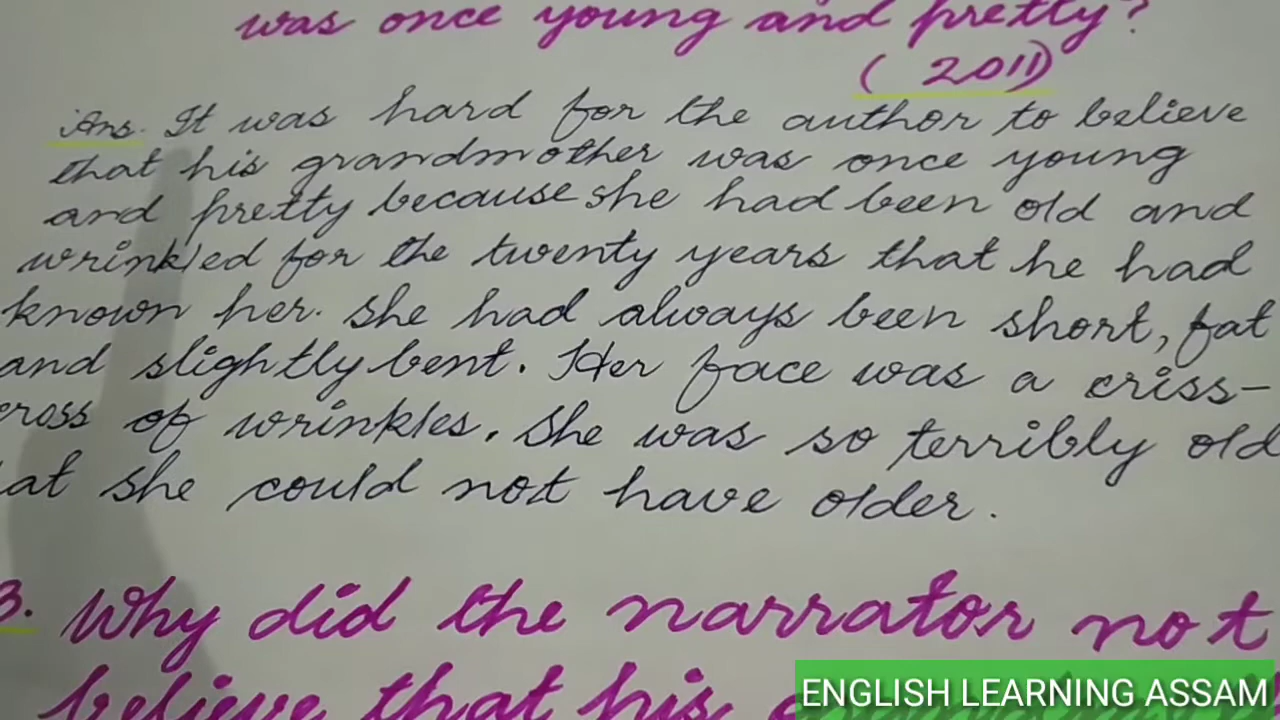 was once young and pretty?
(2011)
Ans. It was hard for the author to believe
that his grandmother was once young
and pretty because she had been old and
wrinkled for the twenty years that he had
known her. She had always been short, fat
and slightly bent. Her face was a criss-
cross of wrinkles. She was so terribly old
at she could not have older.
3. Why did the narrator not
believe that his
ENGLISH LEARNING ASSAM